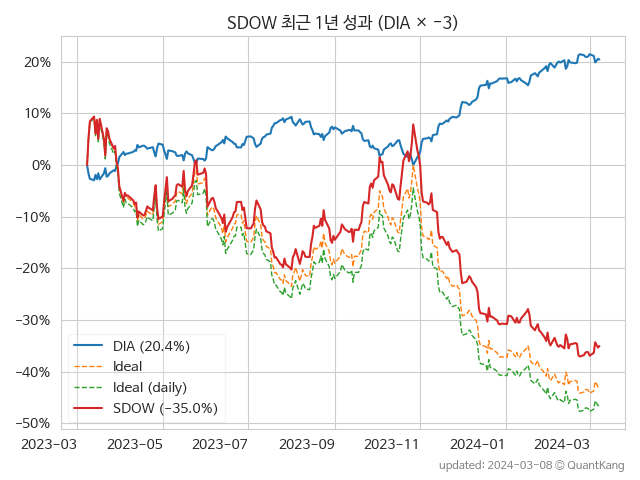 SDOW 최근 1년 성과 (DIA × −3)
20%
10%
0%
−10%
−20%
−30%
−40%
−50%
DIA (20.4%)
Ideal
Ideal (daily)
SDOW (−35.0%)
2023−03
2023−05
2023−07
2023−09
2023−11
2024−01
2024−03
updated: 2024−03−08 © QuantKang